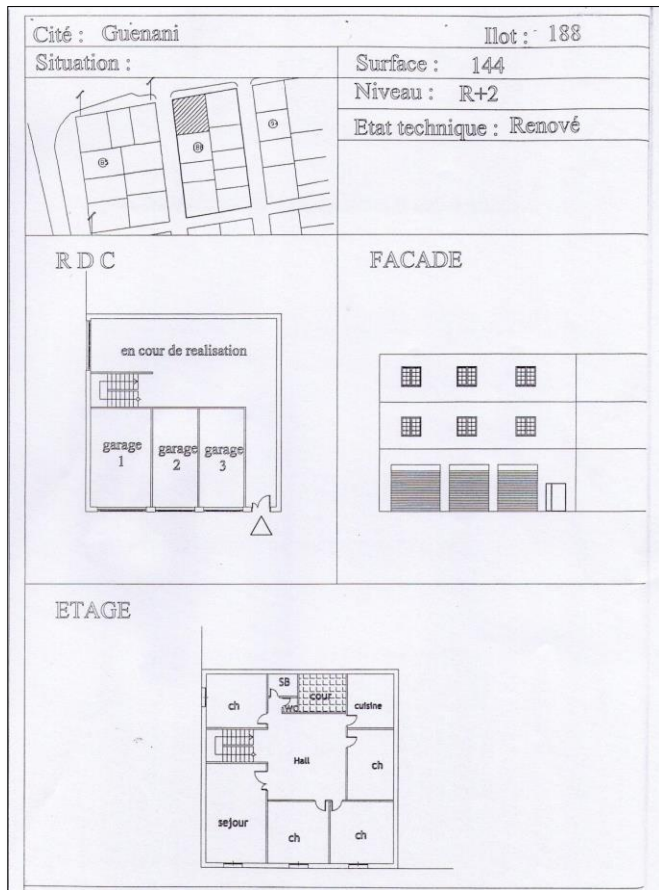 Cité : Guenani Ilot : 188
Situation :
Surface : 144
Niveau : R+2
Etat technique : Renové
R D C
en cour de realisation
garage 1
garage 2
garage 3
FACADE
ETAGE
ch
SB
WC
cour
cuisine
Hall
ch
sejour
ch
ch